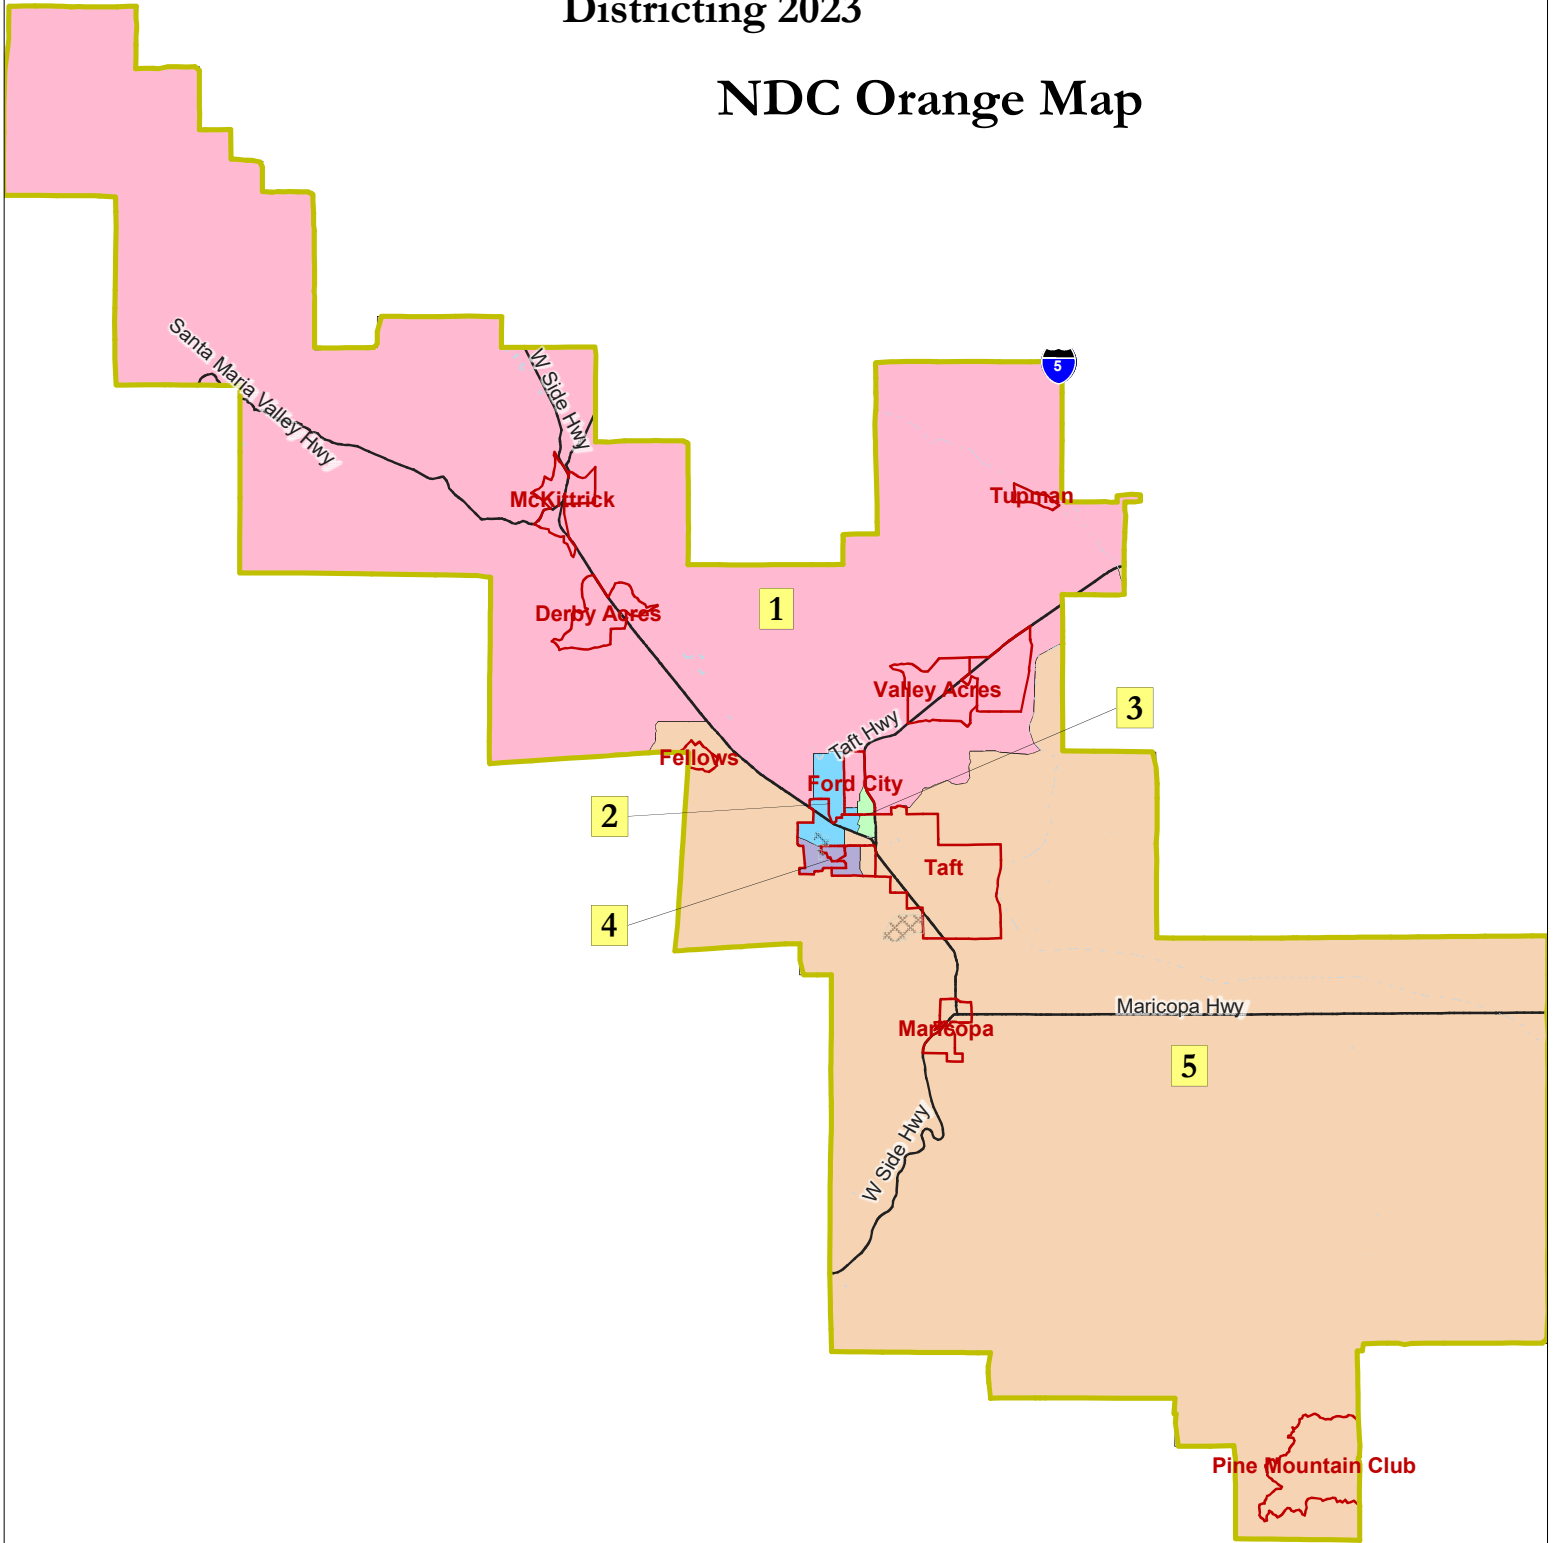 Districting 2023
NDC Orange Map
Santa Maria Valley Hwy
W Side Hwy
5
McKittrick
Tupman
Derby Acres
1
Valley Acres
3
Taft Hwy
Fellows
Ford City
2
Taft
4
Maricopa Hwy
Maricopa
5
W Side Hwy
Pine Mountain Club